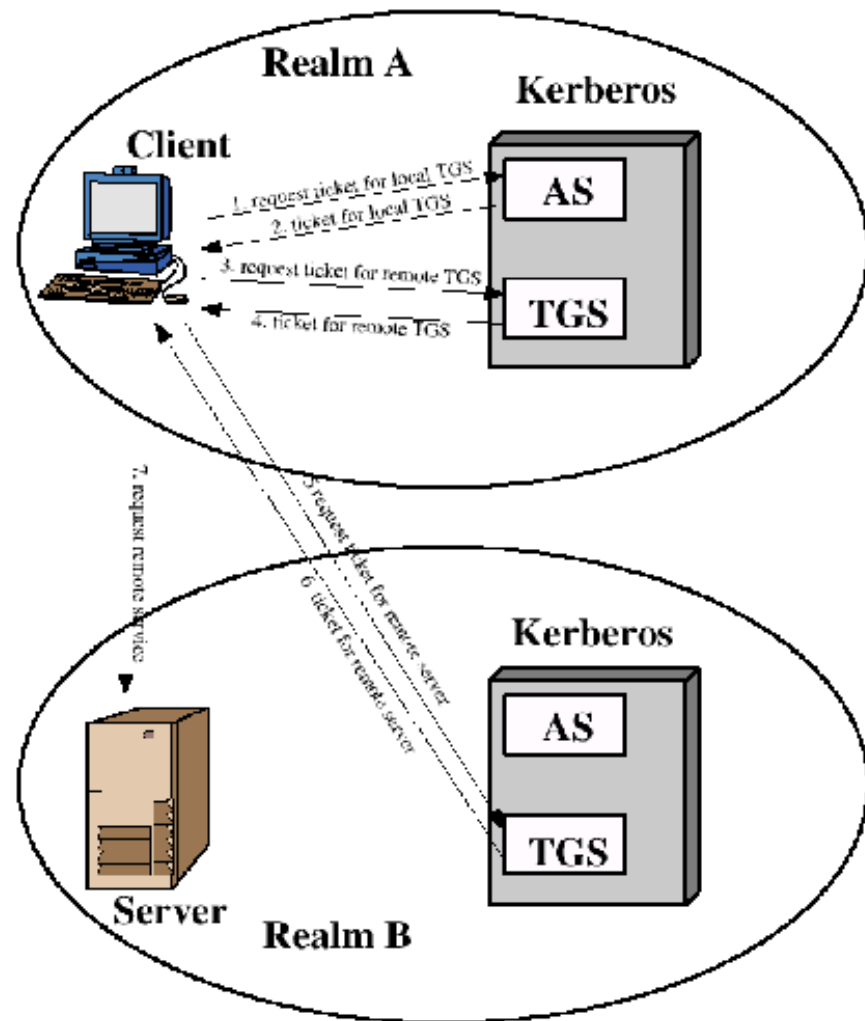 Realm A
Kerberos
Client
1. request ticket for local TGS
AS
2. ticket for local TGS
3. request ticket for remote TGS
TGS
4. ticket for remote TGS
5 request ticket for remote server
7. request remote service
6. ticket for remote server
Kerberos
AS
TGS
Server
Realm B